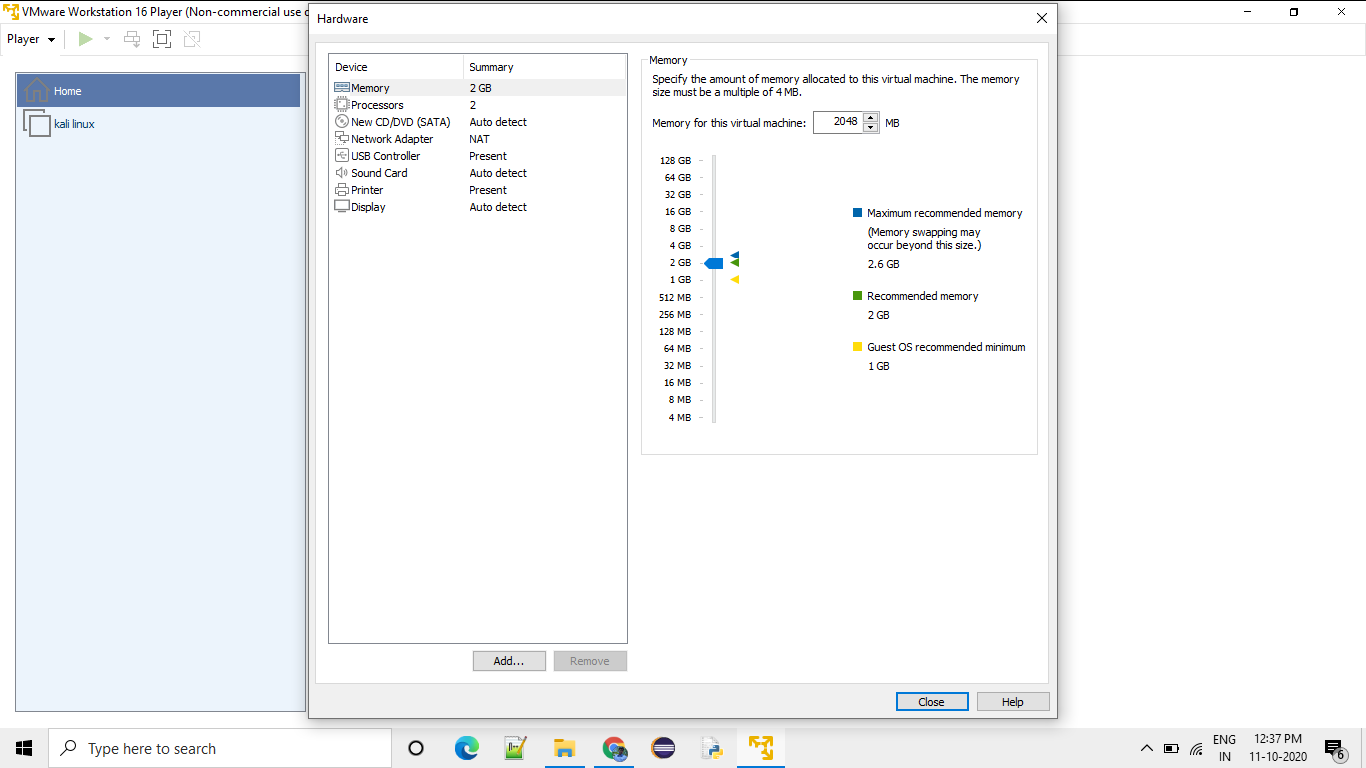 VMware Workstation 16 Player (Non-commercial use o
Player
Home
kali linux
Hardware
Device Summary
Memory 2 GB
Processors 2
New CD/DVD (SATA) Auto detect
Network Adapter NAT
USB Controller Present
Sound Card Auto detect
Printer Present
Display Auto detect
Add...
Remove
Memory
Specify the amount of memory allocated to this virtual machine. The memory
size must be a multiple of 4 MB.
Memory for this virtual machine: 2048 MB
128 GB
64 GB
32 GB
16 GB
8 GB
4 GB
2 GB
1 GB
512 MB
256 MB
128 MB
64 MB
32 MB
16 MB
8 MB
4 MB
Maximum recommended memory
(Memory swapping may
occur beyond this size.)
2.6 GB
Recommended memory
2 GB
Guest OS recommended minimum
1 GB
Close
Help
Type here to search
ENG
IN
12:37 PM
11-10-2020
6